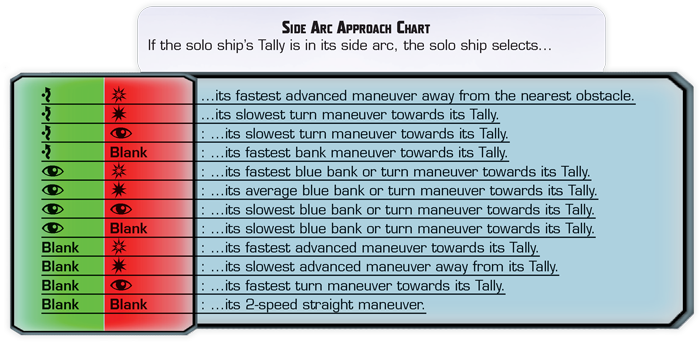 Side Arc Approach Chart
If the solo ship's Tally is in its side arc, the solo ship selects...
...its fastest advanced maneuver away from the nearest obstacle.
...its slowest turn maneuver towards its Tally.
: ...its slowest turn maneuver towards its Tally.
Blank : ...its fastest bank maneuver towards its Tally.
: ...its fastest blue bank or turn maneuver towards its Tally.
: ...its average blue bank or turn maneuver towards its Tally.
: ...its slowest blue bank or turn maneuver towards its Tally.
Blank : ...its slowest blue bank or turn maneuver towards its Tally.
Blank : ...its fastest advanced maneuver towards its Tally.
Blank : ...its slowest advanced maneuver away from its Tally.
Blank : ...its fastest turn maneuver towards its Tally.
Blank Blank : ...its 2-speed straight maneuver.